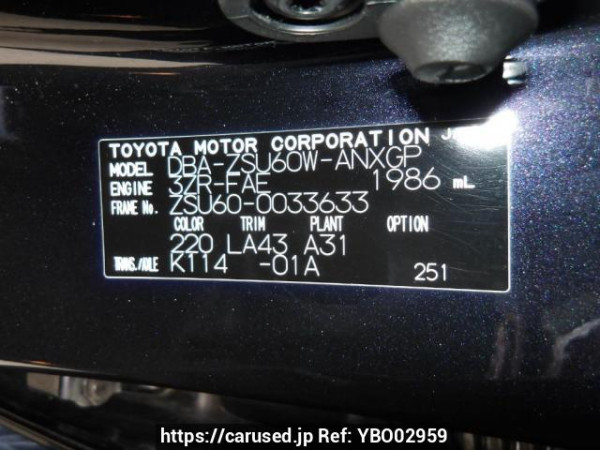 TOYOTA MOTOR CORPORATION
MODEL DBA-ZSU60W-ANXGP
ENGINE 3ZR-FAE 1986 mL
FRAME No. ZSU60-0033633
COLOR TRIM PLANT OPTION
220 LA43 A31
TRANS./AXLE K114 -01A 251
https://carused.jp Ref: YBO02959